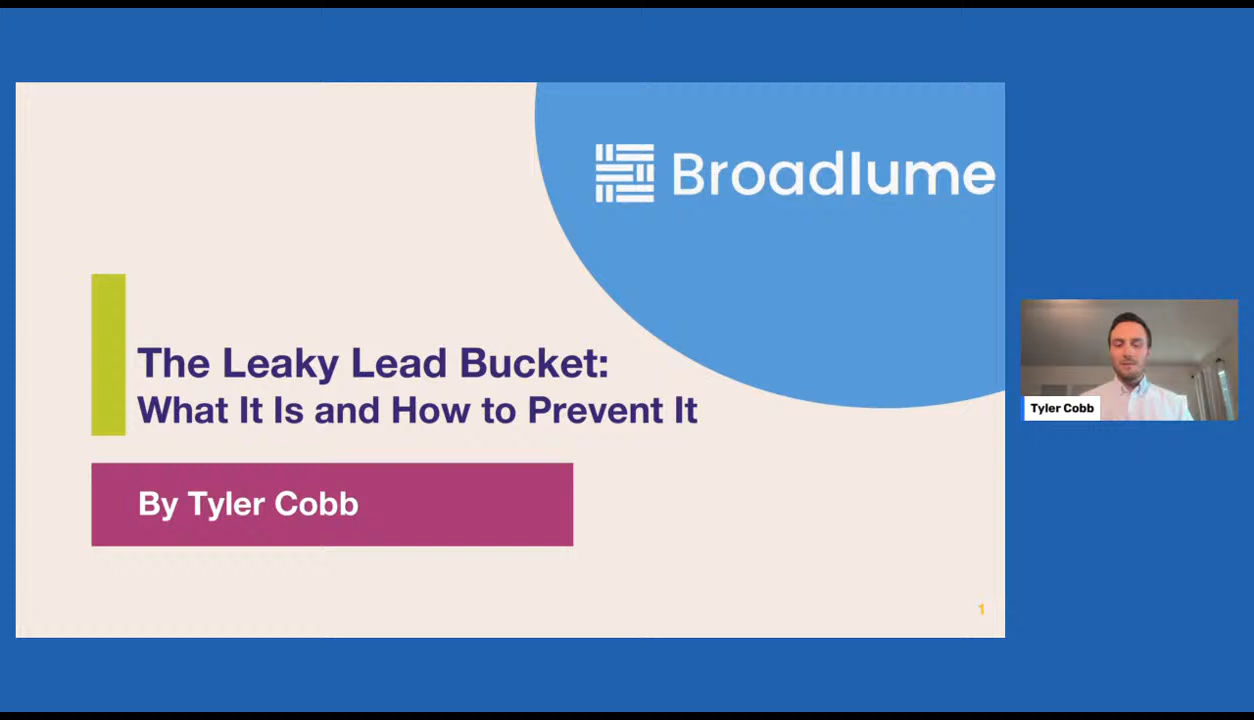 Broadlume
The Leaky Lead Bucket:
What It Is and How to Prevent It
By Tyler Cobb
1
Tyler Cobb